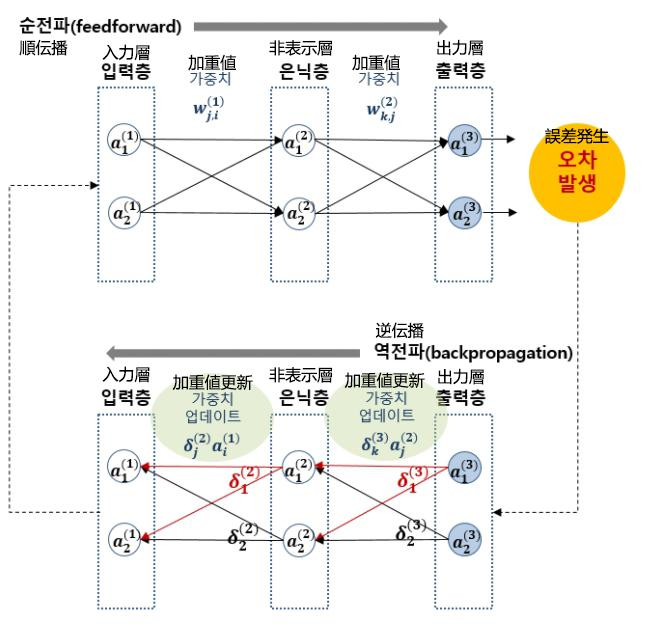 순전파(feedforward)
順伝播
入力層
입력층
加重値
가중치
w_{j,i}^{(1)}
非表示層
은닉층
加重値
가중치
w_{k,j}^{(2)}
出力層
출력층
a_1^{(1)}
a_1^{(2)}
a_1^{(3)}
a_2^{(1)}
a_2^{(2)}
a_2^{(3)}
誤差発生
오차
발생
逆伝播
역전파(backpropagation)
入力層
입력층
加重値更新
가중치
업데이트
δ_j^{(2)}a_i^{(1)}
非表示層
은닉층
加重値更新
가중치
업데이트
δ_k^{(3)}a_j^{(2)}
出力層
출력층
a_1^{(1)}
δ_1^{(2)}
a_1^{(2)}
δ_1^{(3)}
a_1^{(3)}
a_2^{(1)}
δ_2^{(2)}
a_2^{(2)}
δ_2^{(3)}
a_2^{(3)}